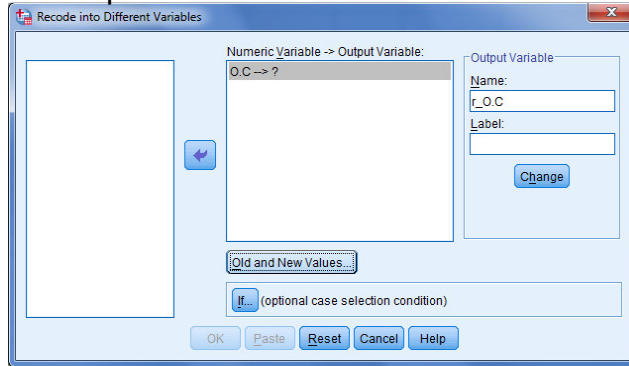 Recode into Different Variables
Numeric Variable -> Output Variable:
O.C --> ?
Output Variable
Name:
r_O.C
Label:
Change
Old and New Values...
If... (optional case selection condition)
OK Paste Reset Cancel Help